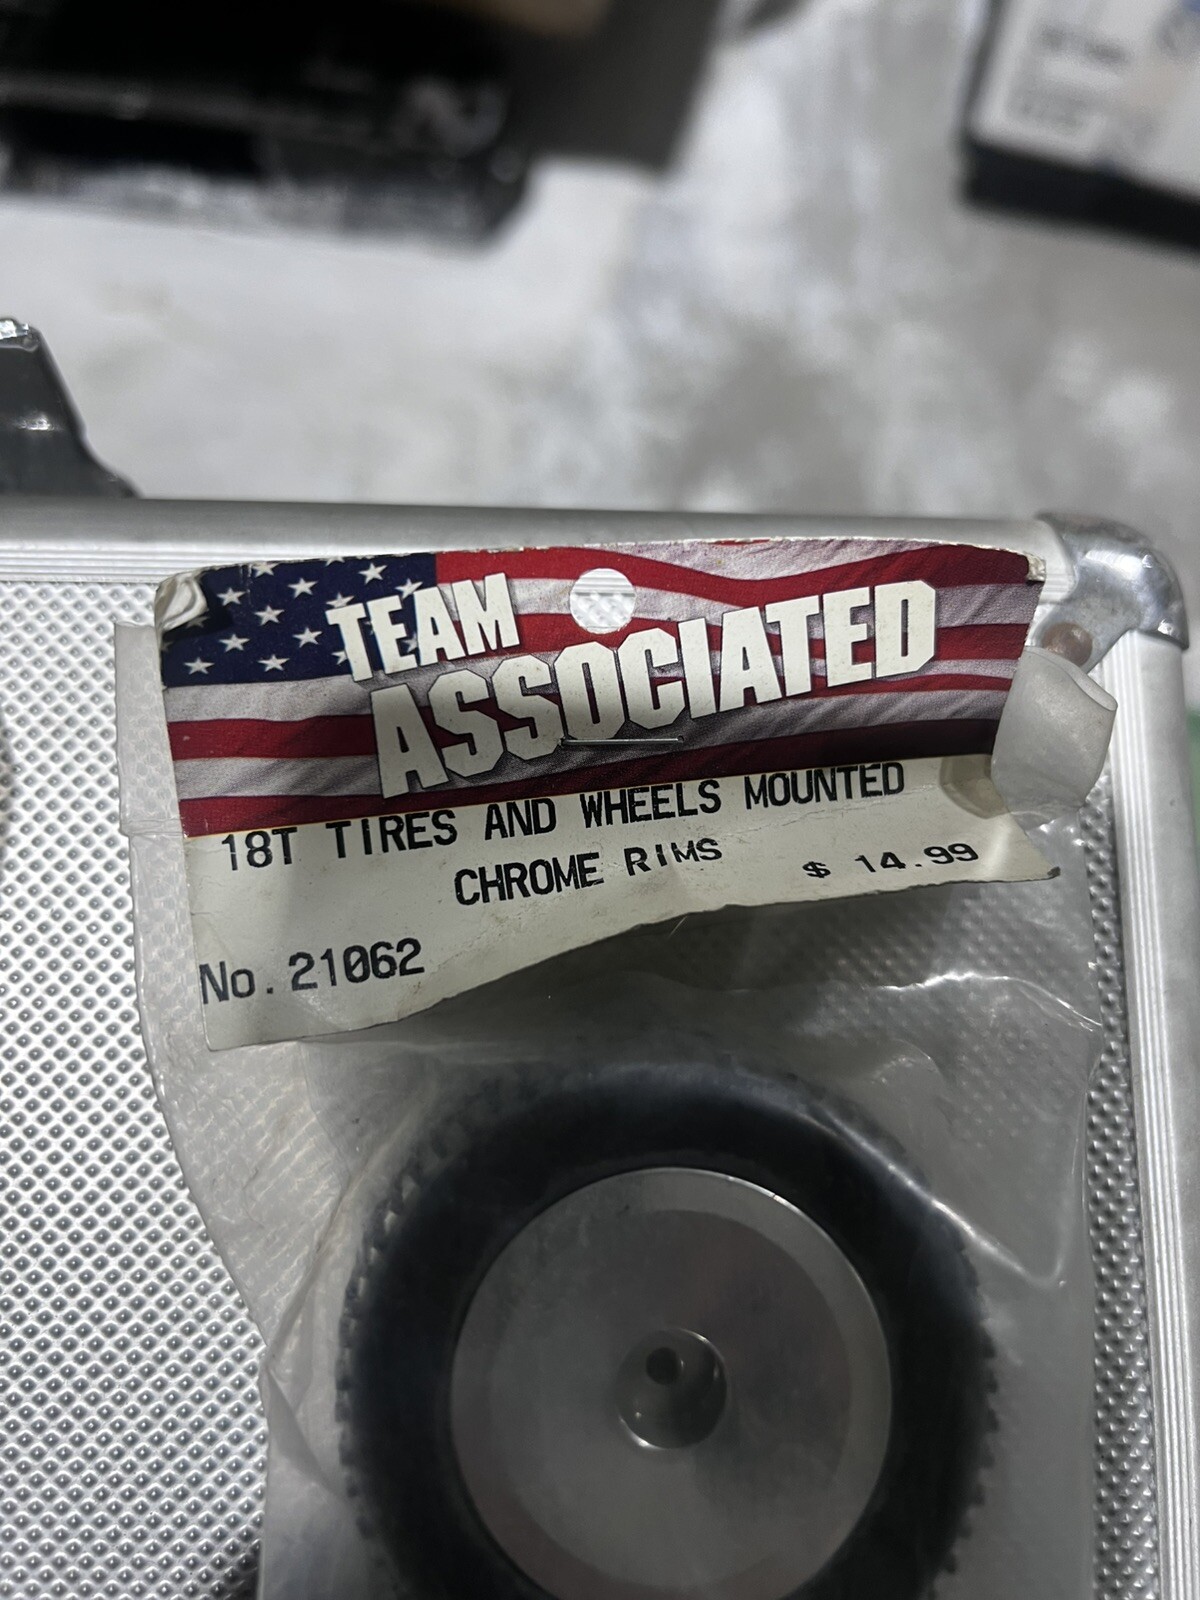 TEAM
ASSOCIATED
18T TIRES AND WHEELS MOUNTED
CHROME RIMS $ 14.99
No. 21062